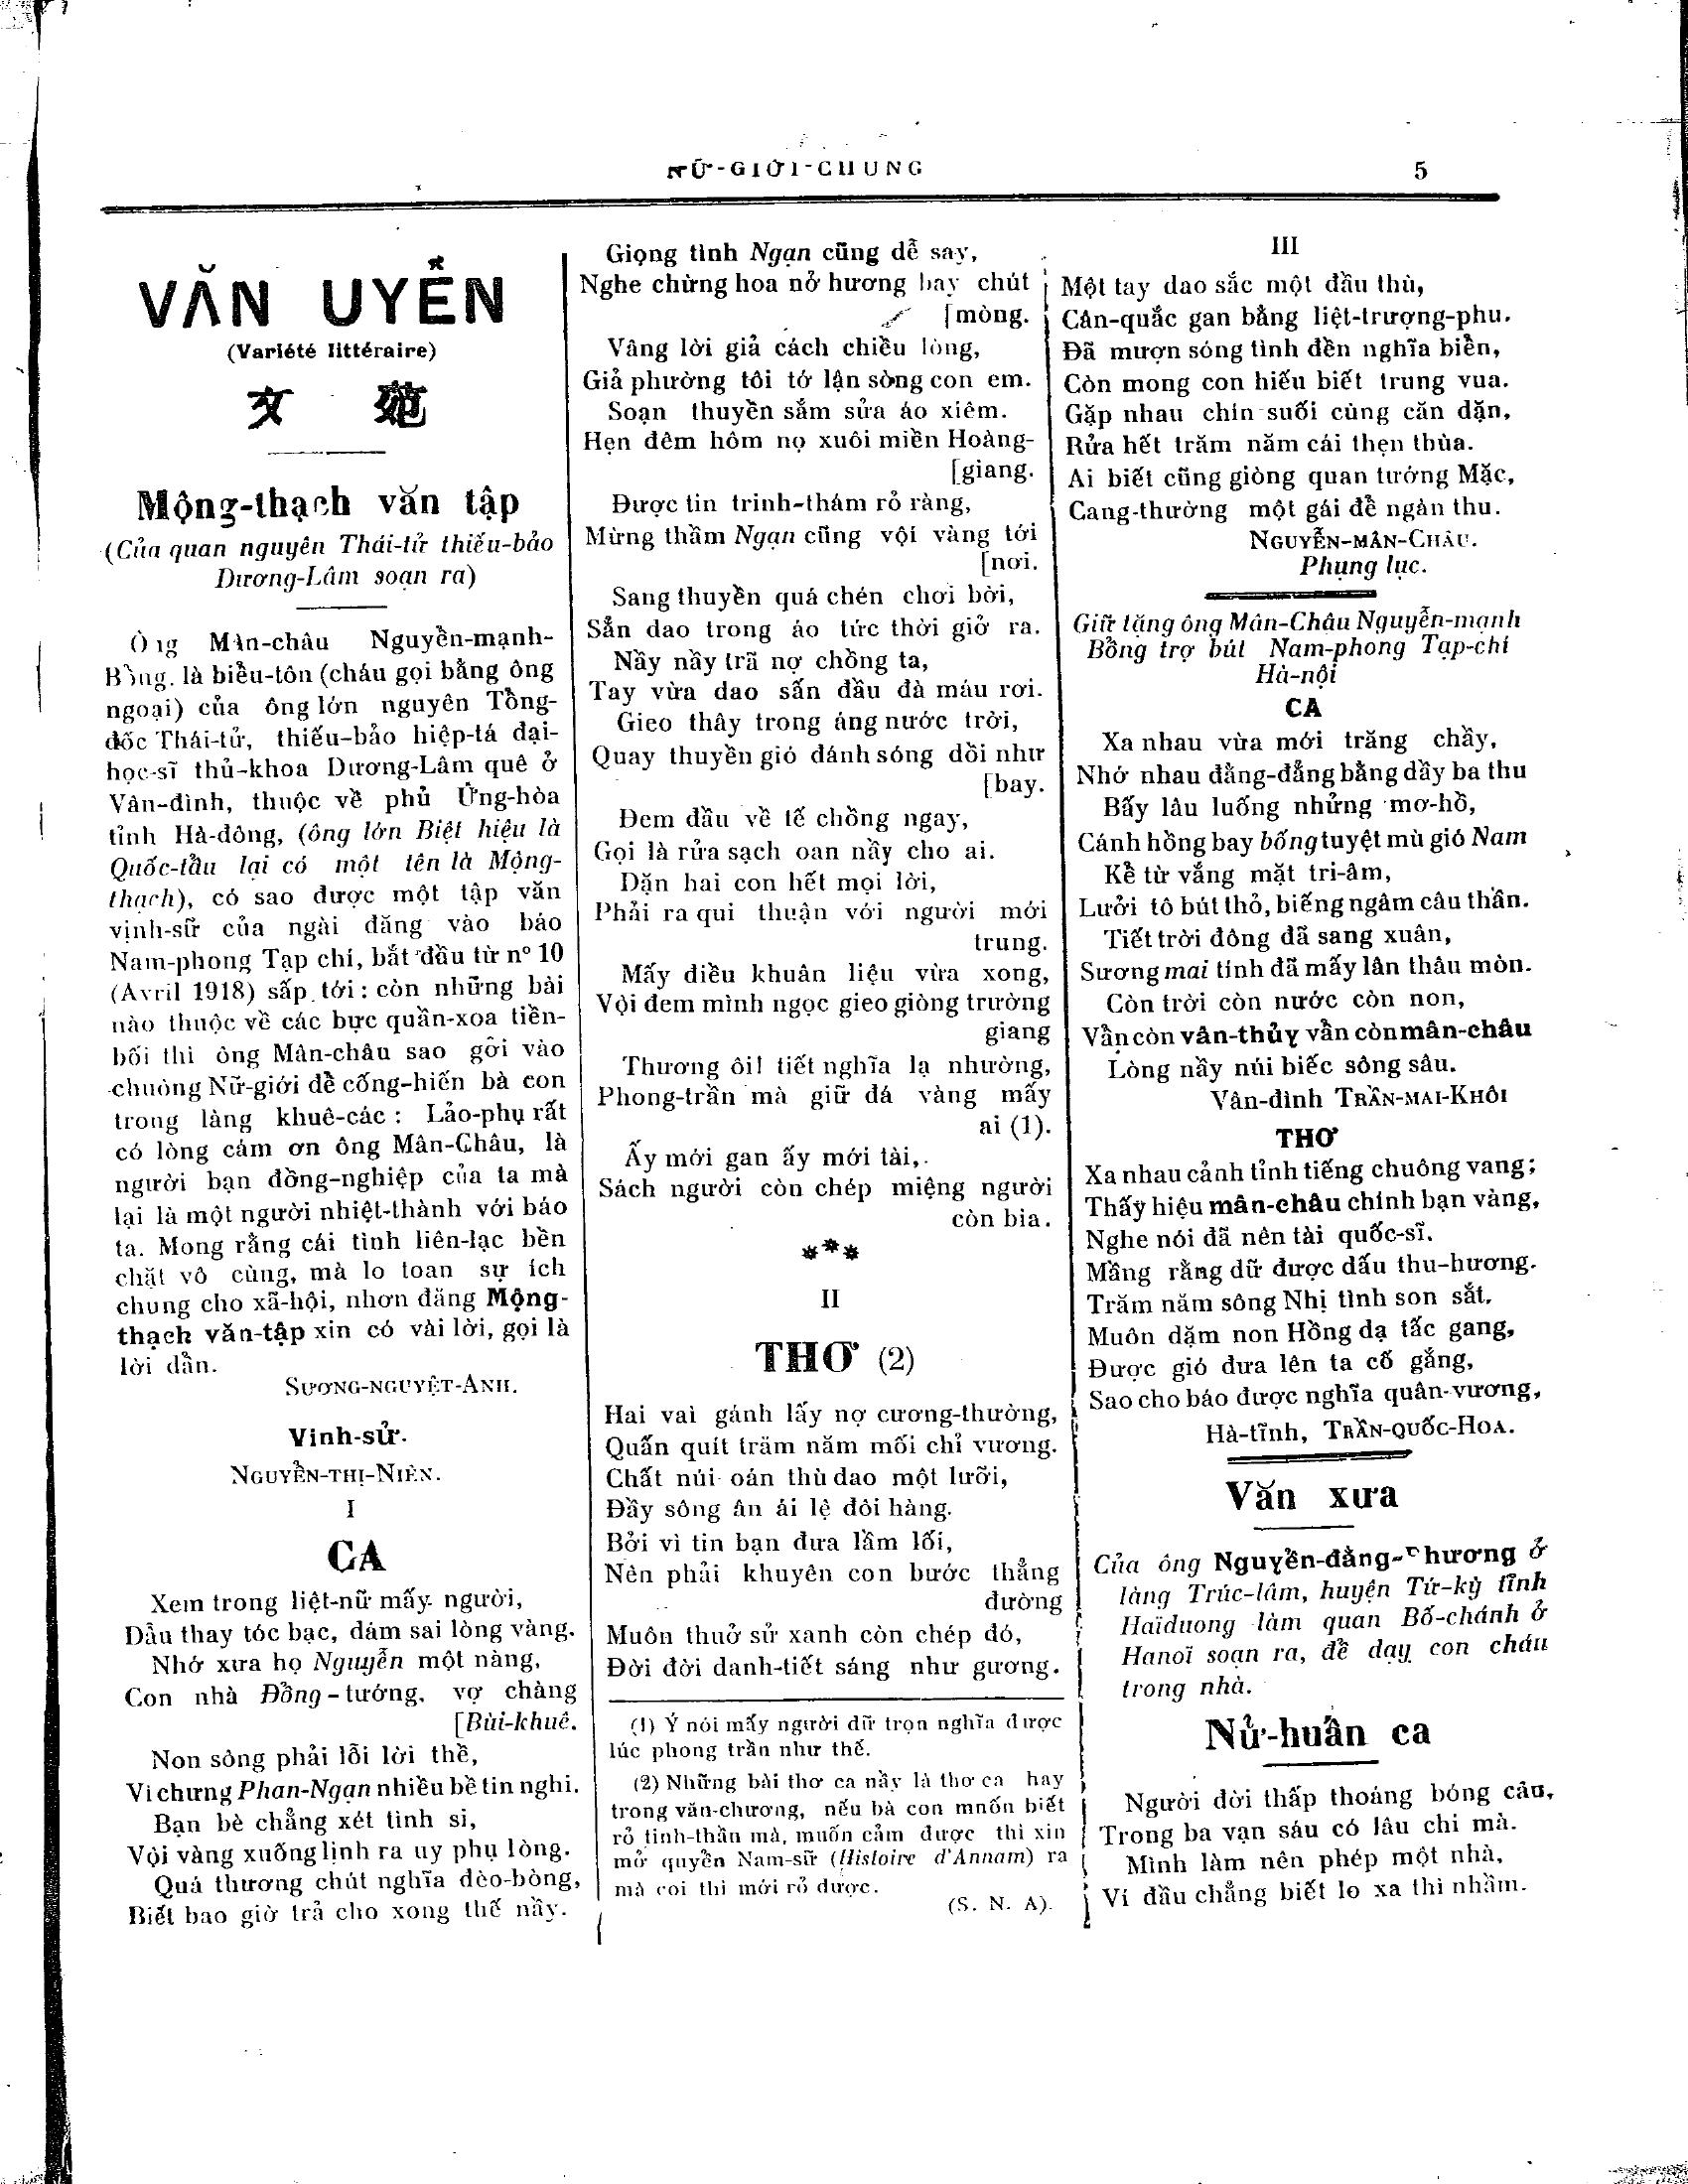 NỮ-GIỚI-CHUNG
5
VĂN UYỂN
(Variété littéraire)
文 苑
Mộng-thạch văn tập
(Của quan nguyên Thái-tử thiếu-bảo
Dương-Lâm soạn ra)
Ông Mân-châu Nguyễn-mạnh-
Bồng. là biểu-tôn (cháu gọi bằng ông
ngoại) của ông lớn nguyên Tổng-
đốc Thái-tử, thiếu-bảo hiệp-tá đại-
học-sĩ thủ-khoa Dương-Lâm quê ở
Vân-đình, thuộc về phủ Ứng-hòa
tỉnh Hà-đông, (ông lớn Biệt hiệu là
Quốc-tẩu lại có một tên là Mộng-
thạch), có sao được một tập văn
vịnh-sữ của ngài đăng vào báo
Nam-phong Tạp chí, bắt đầu từ n° 10
(Avril 1918) sấp tới : còn những bài
nào thuộc về các bực quần-xoa tiền-
bối thì ông Mân-châu sao gởi vào
chuông Nữ-giới để cống-hiến bà con
trong làng khuê-các : Lảo-phụ rất
có lòng cám ơn ông Mân-Châu, là
người bạn đồng-nghiệp của ta mà
lại là một người nhiệt-thành với báo
ta. Mong rằng cái tình liên-lạc bền
chặt vô cùng, mà lo toan sự ích
chung cho xã-hội, nhơn đăng Mộng-
thạch văn-tập xin có vài lời, gọi là
lời dẫn.
SƯƠNG-NGUYỆT-ANH.
Vinh-sử.
NGUYỄN-THỊ-NIÊN.
I
CA
Xem trong liệt-nữ mấy người,
Dầu thay tóc bạc, dám sai lòng vàng.
Nhớ xưa họ Nguyễn một nàng,
Con nhà Đồng-tướng, vợ chàng
[Bùi-khuê.
Non sông phải lỗi lời thề,
Vì chưng Phan-Ngạn nhiều bề tin nghi.
Bạn bè chẳng xét tình si,
Vội vàng xuống lịnh ra uy phụ lòng.
Quá thương chút nghĩa đèo-bòng,
Biết bao giờ trả cho xong thế nầy.
Giọng tình Ngạn cũng dễ say,
Nghe chừng hoa nở hương bay chút
[mòng.
Vâng lời giả cách chiều lòng,
Giả phường tôi tớ lận sòng con em.
Soạn thuyền sắm sửa áo xiêm.
Hẹn đêm hôm nọ xuôi miền Hoàng-
[giang.
Được tin trinh-thám rỏ ràng,
Mừng thầm Ngạn cũng vội vàng tới
[nơi.
Sang thuyền quá chén chơi bời,
Sẳn dao trong áo tức thời giở ra.
Nầy nầy trã nợ chồng ta,
Tay vừa dao sấn đầu đà máu rơi.
Gieo thây trong áng nước trời,
Quay thuyền gió đánh sóng dồi như
[bay.
Đem đầu về tế chồng ngay,
Gọi là rửa sạch oan nầy cho ai.
Dặn hai con hết mọi lời,
Phải ra qui thuận với người mới
trung.
Mấy điều khuân liệu vừa xong,
Vội đem mình ngọc gieo giòng trường
giang
Thương ôi! tiết nghĩa lạ nhường,
Phong-trần mà giữ đá vàng mấy
ai (1).
Ấy mới gan ấy mới tài,.
Sách người còn chép miệng người
còn bia.
***
II
THƠ (2)
Hai vai gánh lấy nợ cương-thường,
Quấn quít trăm năm mối chỉ vương.
Chất núi oán thù dao một lưỡi,
Đầy sông ân ái lệ đôi hàng.
Bởi vì tin bạn đưa lầm lối,
Nên phải khuyên con bước thẳng
đường
Muôn thuở sử xanh còn chép đó,
Đời đời danh-tiết sáng như gương.
(1) Ý nói mấy người dữ trọn nghĩa được
lúc phong trần như thế.
(2) Những bài thơ ca nầy là thơ ca hay
trong văn-chương, nếu bà con mnốn biết
rỏ tinh-thần mà, muốn cảm được thì xin
mở quyển Nam-sữ (Histoire d'Annam) ra
mà coi thì mới rỏ được.
(S. N. A).
III
Một tay dao sắc một đầu thù,
Cân-quắc gan bằng liệt-trượng-phu.
Đã mượn sóng tình đền nghĩa biển,
Còn mong con hiếu biết trung vua.
Gặp nhau chín suối cùng căn dặn,
Rửa hết trăm năm cái thẹn thùa.
Ai biết cũng giòng quan tướng Mặc,
Cang-thường một gái để ngàn thu.
NGUYỄN-MÂN-CHÂU.
Phụng lục.
Giữ tặng ông Mân-Châu Nguyễn-mạnh
Bồng trợ bút Nam-phong Tạp-chí
Hà-nội
CA
Xa nhau vừa mới trăng chầy,
Nhớ nhau đằng-đẳng bằng dầy ba thu
Bấy lâu luống những mơ-hồ,
Cánh hồng bay bống tuyệt mù gió Nam
Kể từ vắng mặt tri-âm,
Lưởi tô bút thỏ, biếng ngâm câu thần.
Tiết trời đông đã sang xuân,
Sương mai tính đã mấy lân thâu mòn.
Còn trời còn nước còn non,
Vẫn còn vân-thủy vẫn còn mân-châu
Lòng nầy núi biếc sông sâu.
Vân-đình TRẦN-MAI-KHÔI
THƠ
Xa nhau cảnh tỉnh tiếng chuông vang;
Thấy hiệu mân-châu chính bạn vàng,
Nghe nói đã nên tài quốc-sĩ.
Mầng rằng dữ được dấu thu-hương.
Trăm năm sông Nhị tình son sắt,
Muôn dặm non Hồng dạ tấc gang,
Được gió đưa lên ta cố gắng,
Sao cho báo được nghĩa quân-vương,
Hà-tĩnh, TRẦN-QUỐC-HOA.
Văn xưa
Của ông Nguyễn-đằng- hương ở
làng Trúc-lâm, huyện Tứ-kỳ tỉnh
Haïduong làm quan Bố-chánh ở
Hanoï soạn ra, để dạy con cháu
trong nhà.
Nử-huấn ca
Người đời thấp thoáng bóng câu,
Trong ba vạn sáu có lâu chi mà.
Mình làm nên phép một nhà,
Ví đầu chẳng biết lo xa thì nhầm.